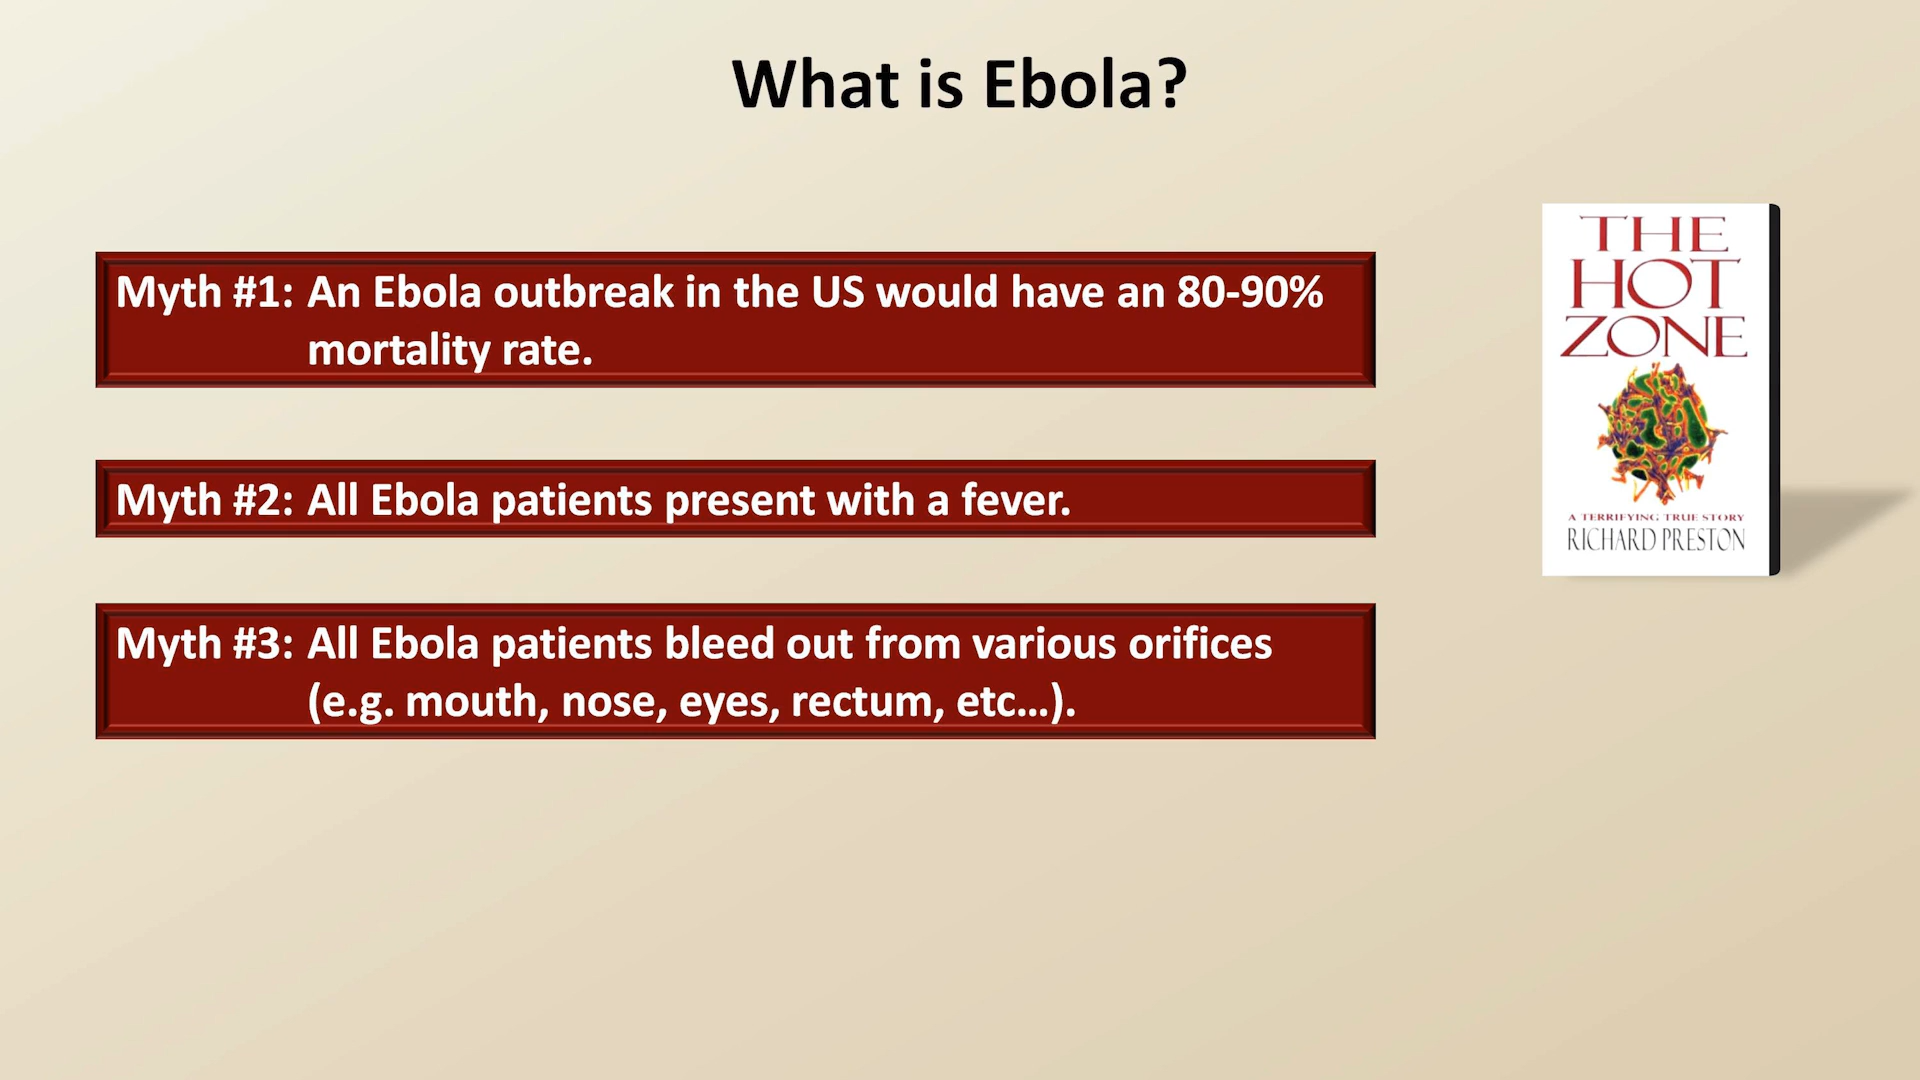 What is Ebola?
Myth #1: An Ebola outbreak in the US would have an 80-90%
mortality rate.
Myth #2: All Ebola patients present with a fever.
Myth #3: All Ebola patients bleed out from various orifices
(e.g. mouth, nose, eyes, rectum, etc...).
THE
HOT
ZONE
A TERRIFYING TRUE STORY
RICHARD PRESTON